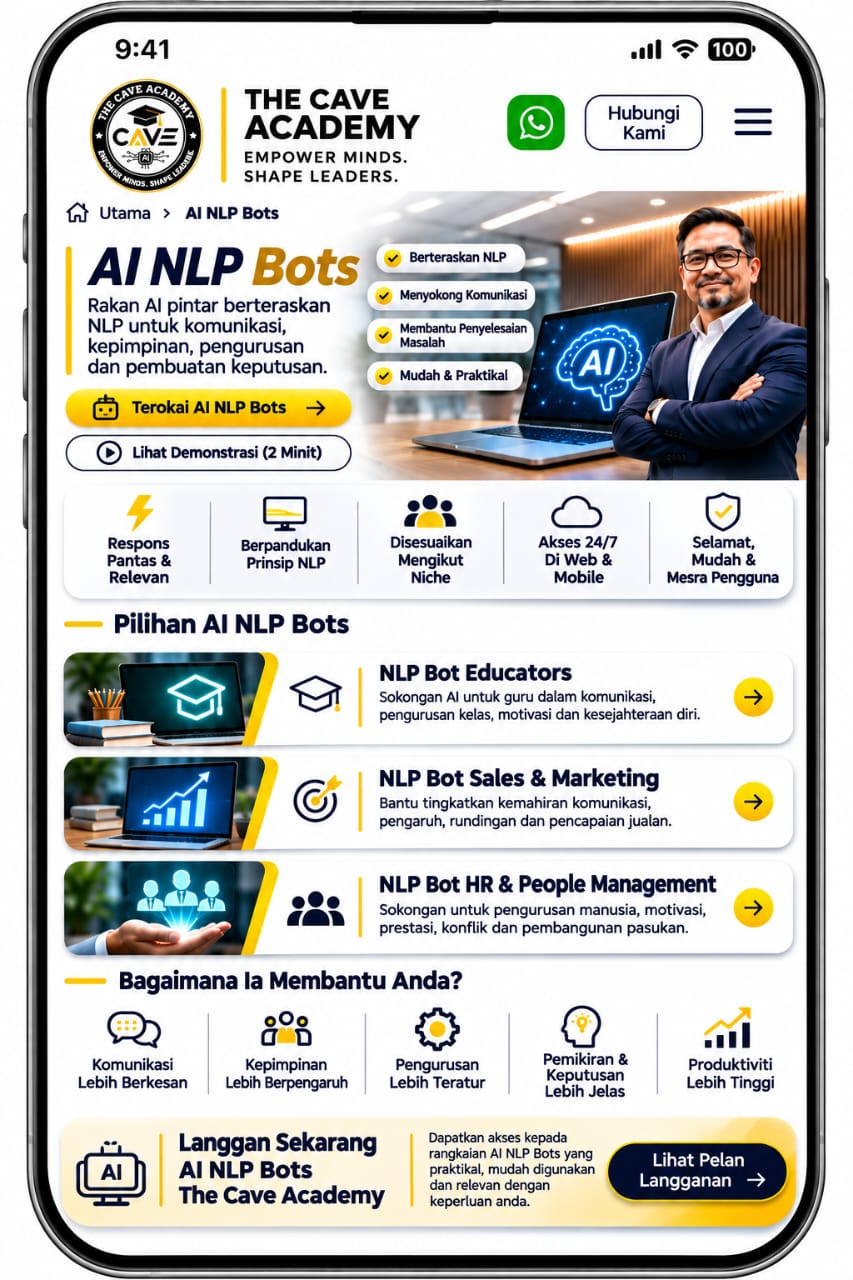 9:41
100
THE CAVE ACADEMY
CAVE
AI
EMPOWER MINDS. SHAPE LEADERS.
THE CAVE
ACADEMY
EMPOWER MINDS.
SHAPE LEADERS.
Hubungi
Kami
Utama > AI NLP Bots
AI NLP Bots
Rakan AI pintar berteraskan
NLP untuk komunikasi,
kepimpinan, pengurusan
dan pembuatan keputusan.
Terokai AI NLP Bots →
Lihat Demonstrasi (2 Minit)
Berteraskan NLP
Menyokong Komunikasi
Membantu Penyelesaian
Masalah
Mudah & Praktikal
AI
Respons
Pantas &
Relevan
Berpandukan
Prinsip NLP
Disesuaikan
Mengikut
Niche
Akses 24/7
Di Web &
Mobile
Selamat,
Mudah &
Mesra Pengguna
Pilihan AI NLP Bots
NLP Bot Educators
Sokongan AI untuk guru dalam komunikasi,
pengurusan kelas, motivasi dan kesejahteraan diri.
NLP Bot Sales & Marketing
Bantu tingkatkan kemahiran komunikasi,
pengaruh, rundingan dan pencapaian jualan.
NLP Bot HR & People Management
Sokongan untuk pengurusan manusia, motivasi,
prestasi, konflik dan pembangunan pasukan.
Bagaimana Ia Membantu Anda?
Komunikasi
Lebih Berkesan
Kepimpinan
Lebih Berpengaruh
Pengurusan
Lebih Teratur
Pemikiran &
Keputusan
Lebih Jelas
Produktiviti
Lebih Tinggi
AI
Langgan Sekarang
AI NLP Bots
The Cave Academy
Dapatkan akses kepada
rangkaian AI NLP Bots yang
praktikal, mudah digunakan
dan relevan dengan
keperluan anda.
Lihat Pelan
Langganan →